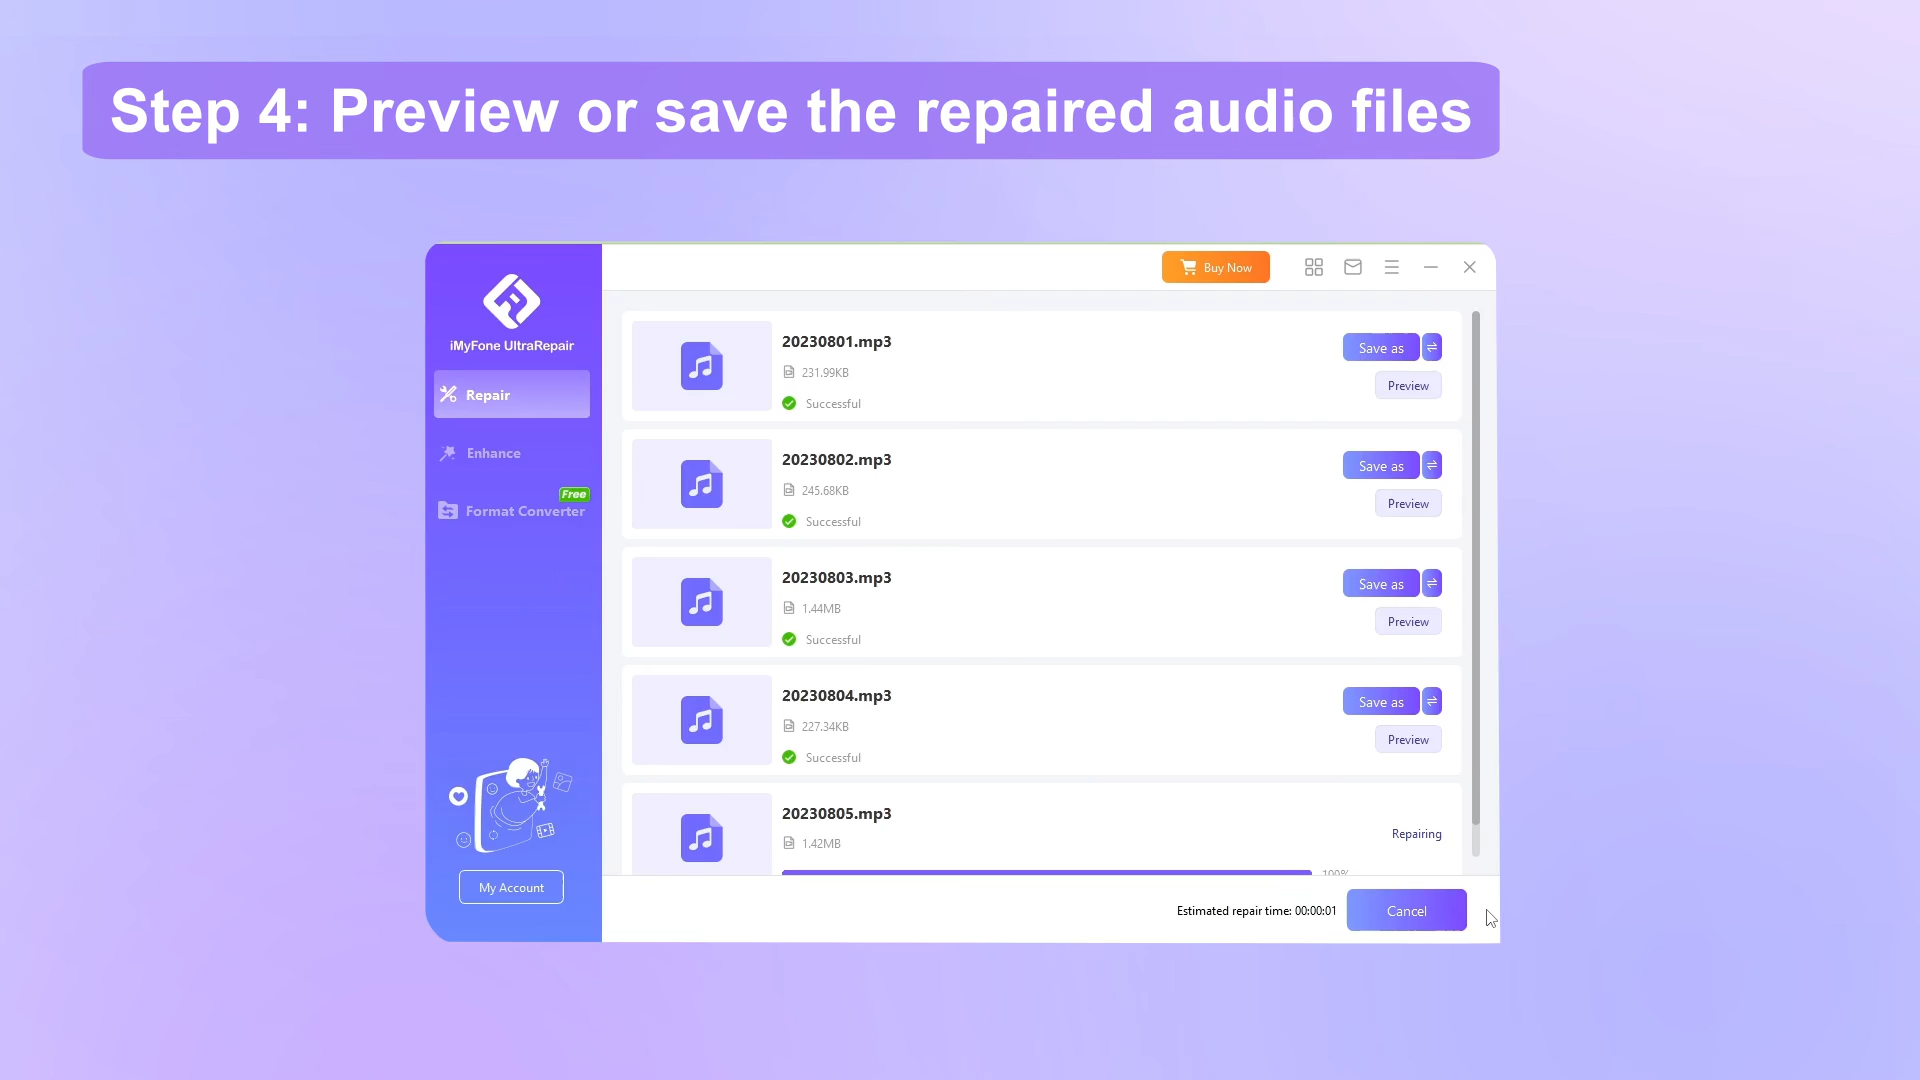 Step 4: Preview or save the repaired audio files
Buy Now
iMyFone UltraRepair
Repair
Enhance
Free
Format Converter
My Account
20230801.mp3
231.99KB
Successful
Save as
Preview
20230802.mp3
245.68KB
Successful
Save as
Preview
20230803.mp3
1.44MB
Successful
Save as
Preview
20230804.mp3
227.34KB
Successful
Save as
Preview
20230805.mp3
1.42MB
Repairing
100%
Estimated repair time: 00:00:01
Cancel